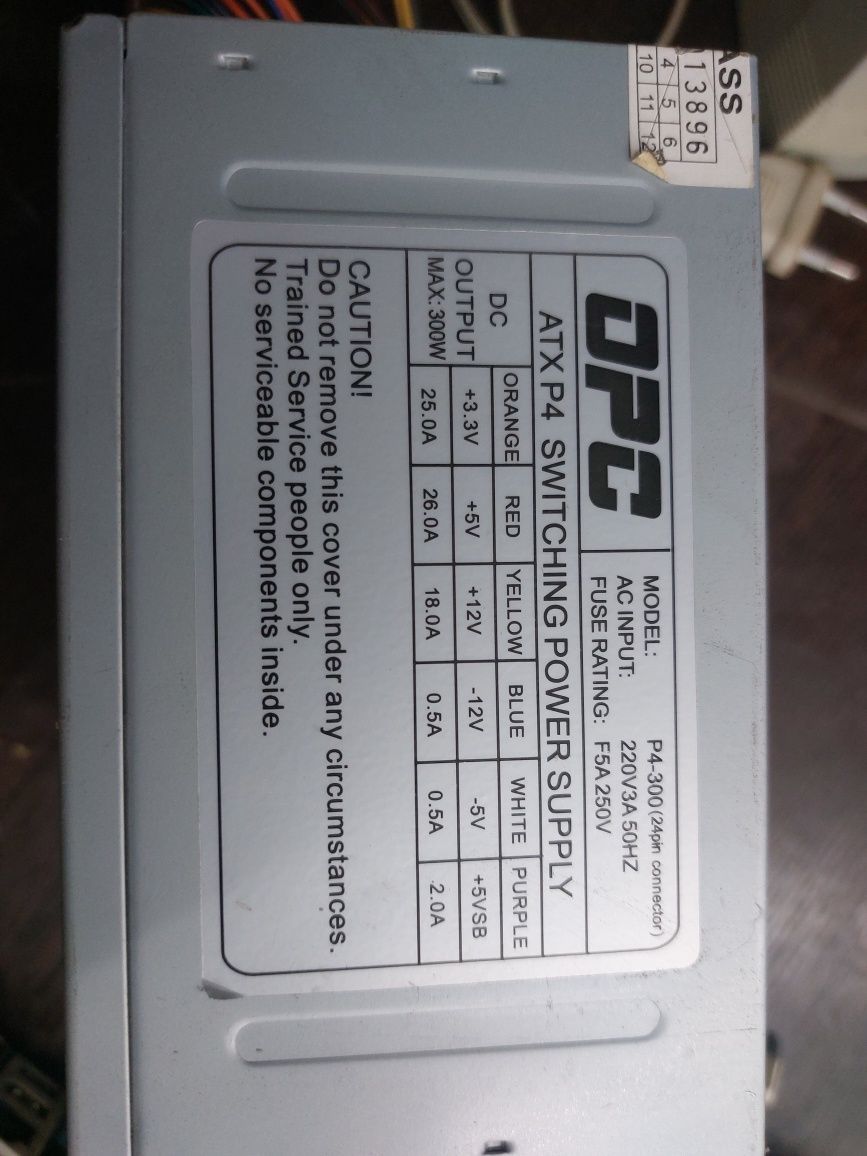 ASS
13896
4 5 6
10 11 12
OPC
MODEL: P4-300 (24pin connector)
AC INPUT: 220V3A 50HZ
FUSE RATING: F5A 250V
ATX P4 SWITCHING POWER SUPPLY
DC OUTPUT MAX:300W
ORANGE RED YELLOW BLUE WHITE PURPLE
+3.3V +5V +12V -12V -5V +5VSB
25.0A 26.0A 18.0A 0.5A 0.5A 2.0A
CAUTION!
Do not remove this cover under any circumstances.
Trained Service people only.
No serviceable components inside.